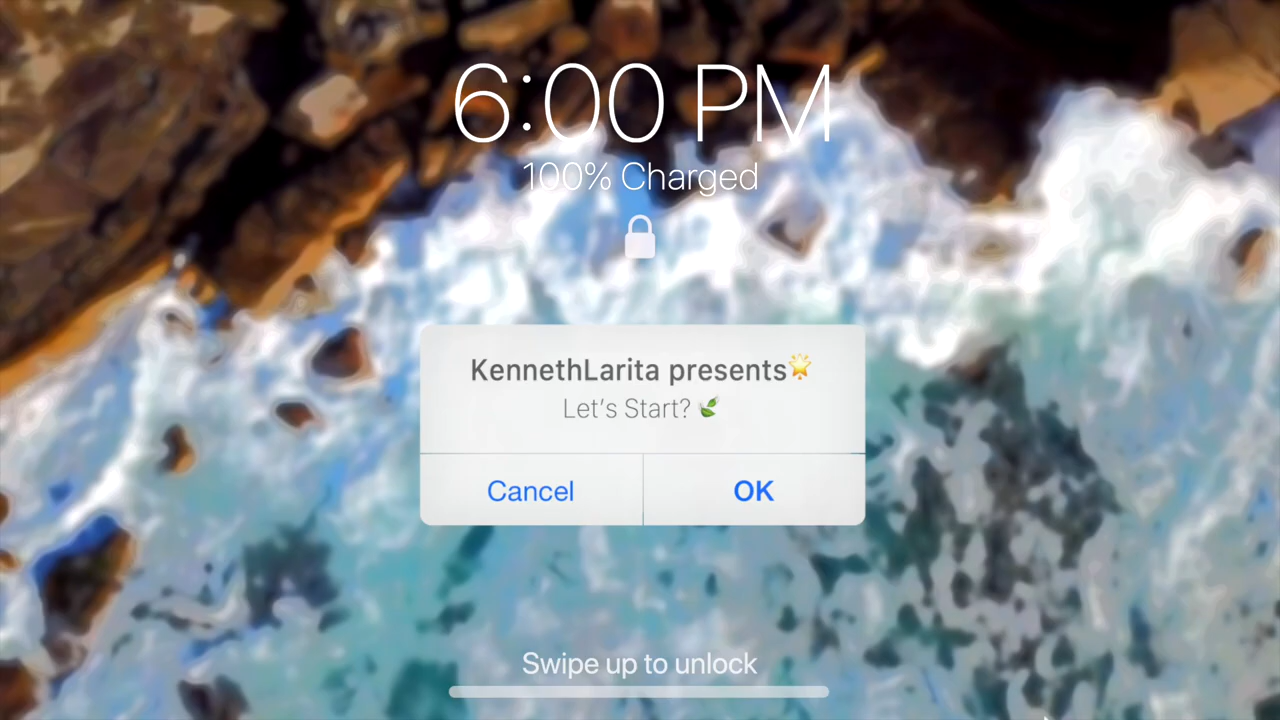 6:00 PM
100% Charged
KennethLarita presents🌟
Let's Start? 🍃
Cancel
OK
Swipe up to unlock